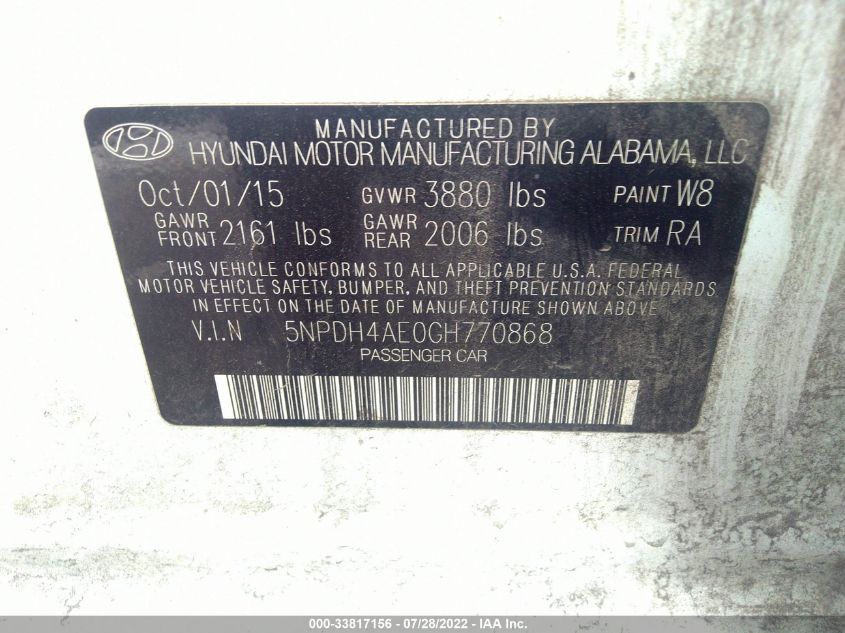 MANUFACTURED BY
HYUNDAI MOTOR MANUFACTURING ALABAMA, LLC
Oct/01/15 GVWR 3880 lbs PAINT W8
GAWR FRONT 2161 lbs GAWR REAR 2006 lbs TRIM RA
THIS VEHICLE CONFORMS TO ALL APPLICABLE U.S.A. FEDERAL
MOTOR VEHICLE SAFETY, BUMPER, AND THEFT PREVENTION STANDARDS
IN EFFECT ON THE DATE OF MANUFACTURE SHOWN ABOVE
V.I.N 5NPDH4AE0GH770868
PASSENGER CAR
000-33817156 - 07/28/2022 - IAA Inc.